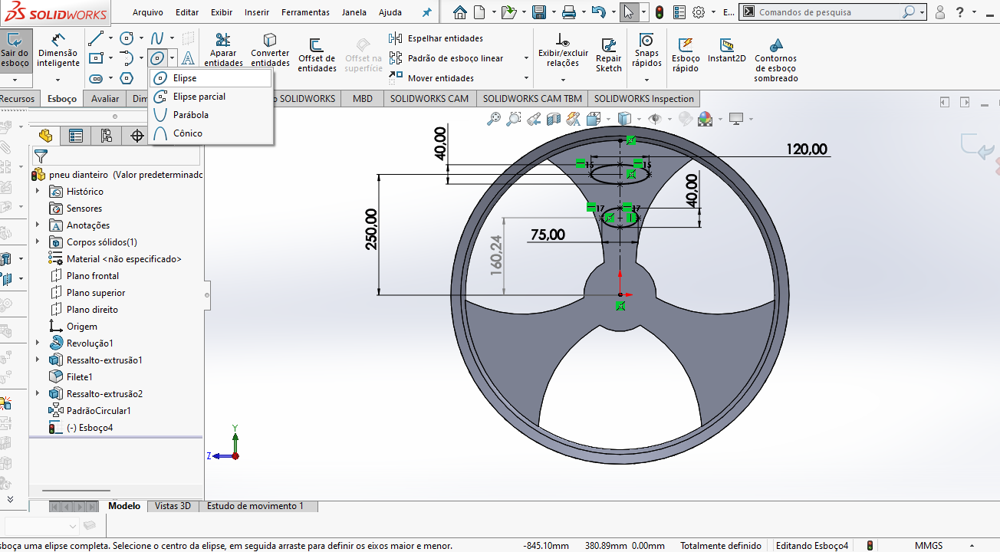 SOLIDWORKS
Arquivo Editar Exibir Inserir Ferramentas Janela Ajuda
E...
Comandos de pesquisa
?
Sair do esboço
Dimensão inteligente
Aparar entidades
Converter entidades
Offset de entidades
Offset na superfície
Espelhar entidades
Padrão de esboço linear
Mover entidades
Exibir/excluir relações
Repair Sketch
Snaps rápidos
Esboço rápido
Instant2D
Contornos de esboço sombreado
Recursos Esboço Avaliar Dim o SOLIDWORKS MBD SOLIDWORKS CAM SOLIDWORKS CAM TBM SOLIDWORKS Inspection
Elipse
Elipse parcial
Parábola
Cônico
pneu dianteiro (Valor predeterminadc
Histórico
Sensores
Anotações
Corpos sólidos(1)
Material <não especificado>
Plano frontal
Plano superior
Plano direito
Origem
Revolução1
Ressalto-extrusão1
Filete1
Ressalto-extrusão2
PadrãoCircular1
(-) Esboço4
40,00
120,00
15
15
40,00
17
17
250,00
75,00
160,24
Y
Z
Modelo Vistas 3D Estudo de movimento 1
sboça uma elipse completa. Selecione o centro da elipse, em seguida arraste para definir os eixos maior e menor.
-845.10mm 380.89mm 0.00mm Totalmente definido Editando Esboço4 MMGS